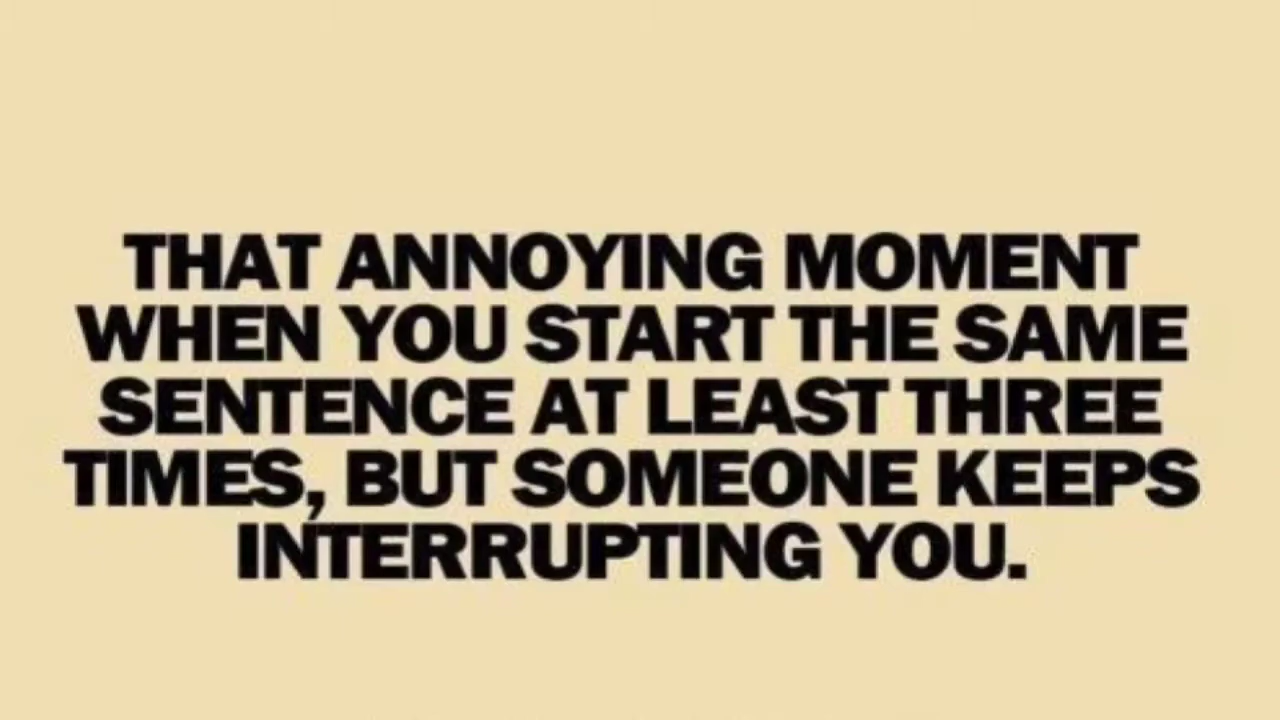 THAT ANNOYING MOMENT
WHEN YOU START THE SAME
SENTENCE AT LEAST THREE
TIMES, BUT SOMEONE KEEPS
INTERRUPTING YOU.